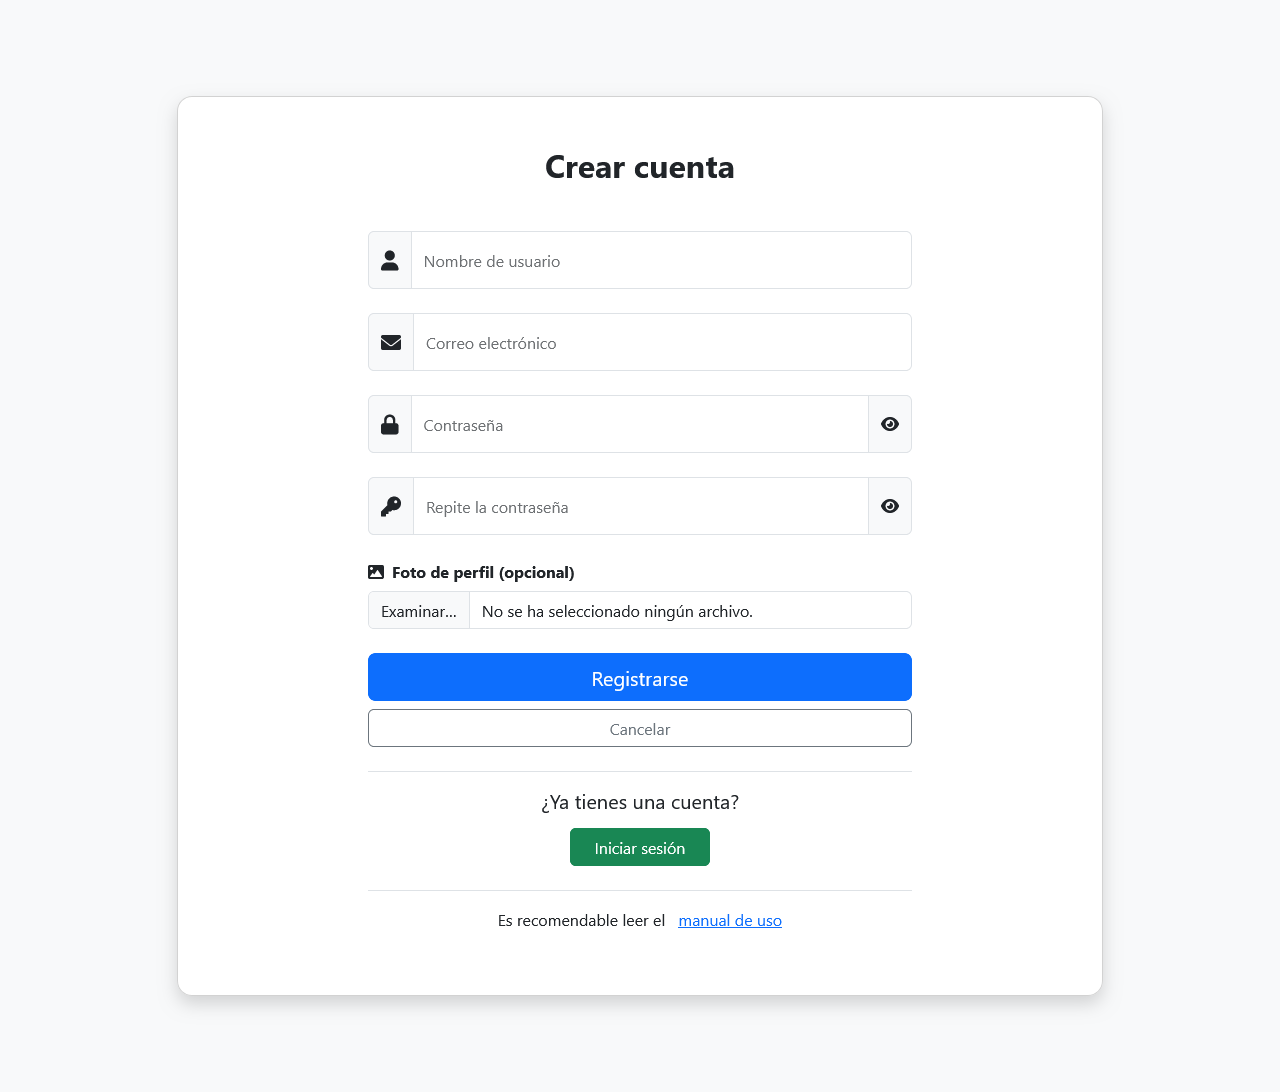 Crear cuenta
Nombre de usuario
Correo electrónico
Contraseña
Repite la contraseña
Foto de perfil (opcional)
Examinar... No se ha seleccionado ningún archivo.
Registrarse
Cancelar
¿Ya tienes una cuenta?
Iniciar sesión
Es recomendable leer el manual de uso